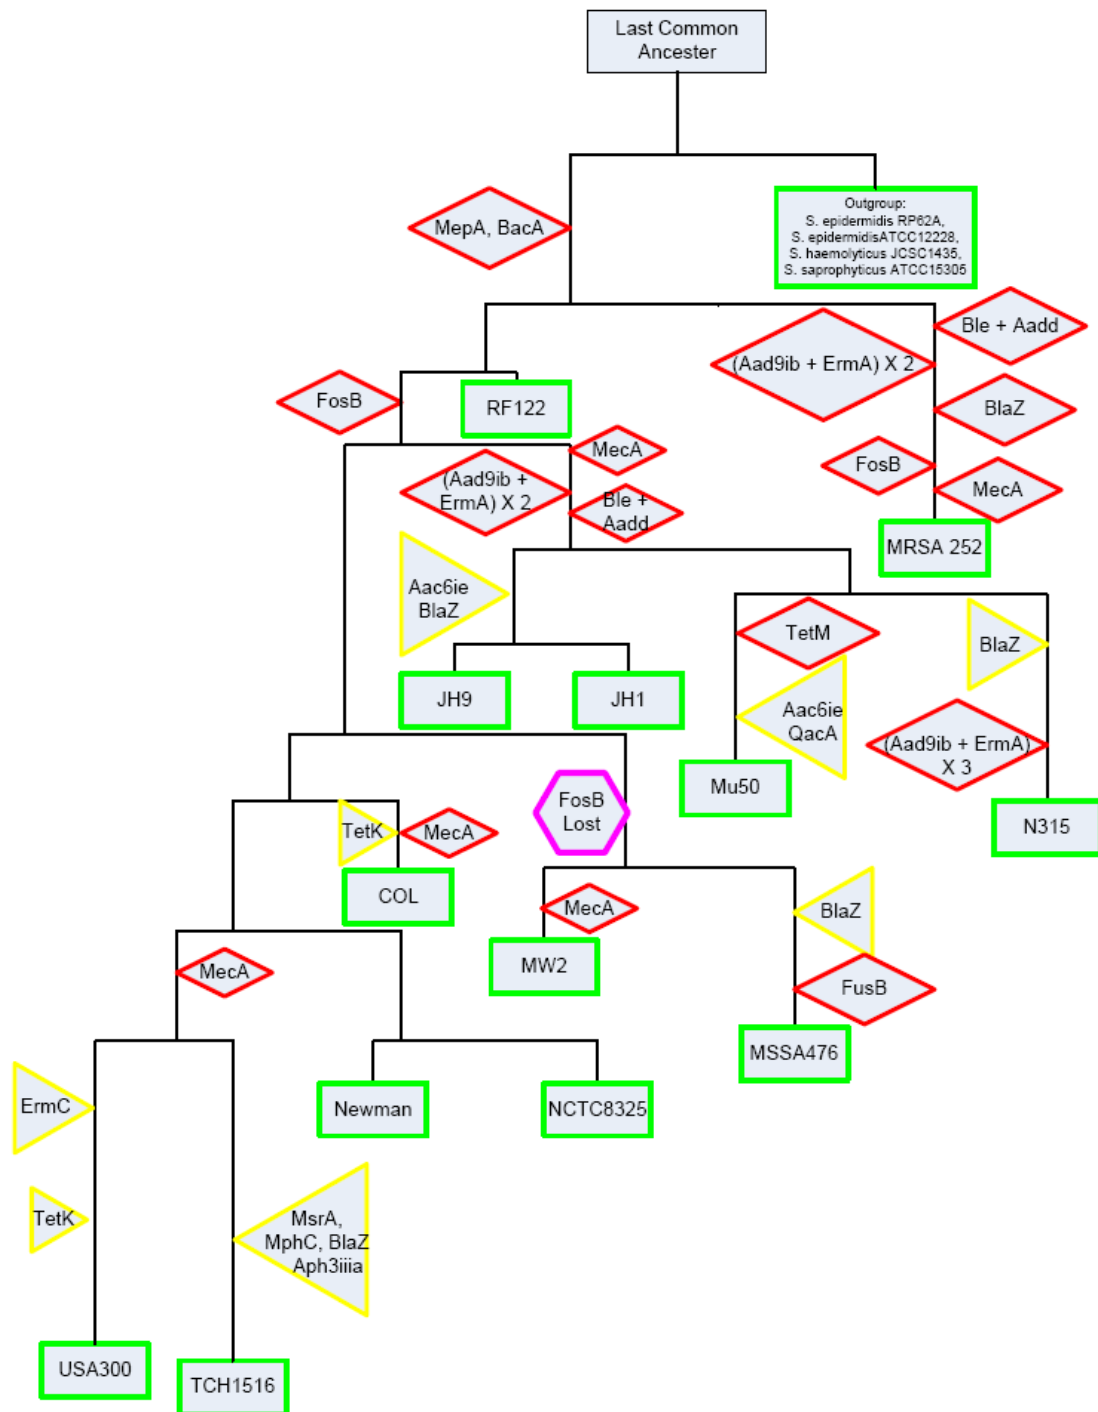 Last Common
Ancester
MepA, BacA
Outgroup:
S. epidermidis RP62A,
S. epidermidisATCC12228,
S. haemolyticus JCSC1435,
S. saprophyticus ATCC15305
Ble + Aadd
(Aad9ib + ErmA) X 2
FosB
RF122
BlaZ
MecA
FosB
(Aad9ib +
ErmA) X 2
MecA
Ble +
Aadd
MRSA 252
Aac6ie
BlaZ
TetM
BlaZ
JH9
JH1
Aac6ie
QacA
(Aad9ib + ErmA)
X 3
Mu50
FosB
Lost
N315
TetK
MecA
COL
MecA
BlaZ
MW2
MecA
FusB
MSSA476
ErmC
Newman
NCTC8325
TetK
MsrA,
MphC, BlaZ
Aph3iiia
USA300
TCH1516